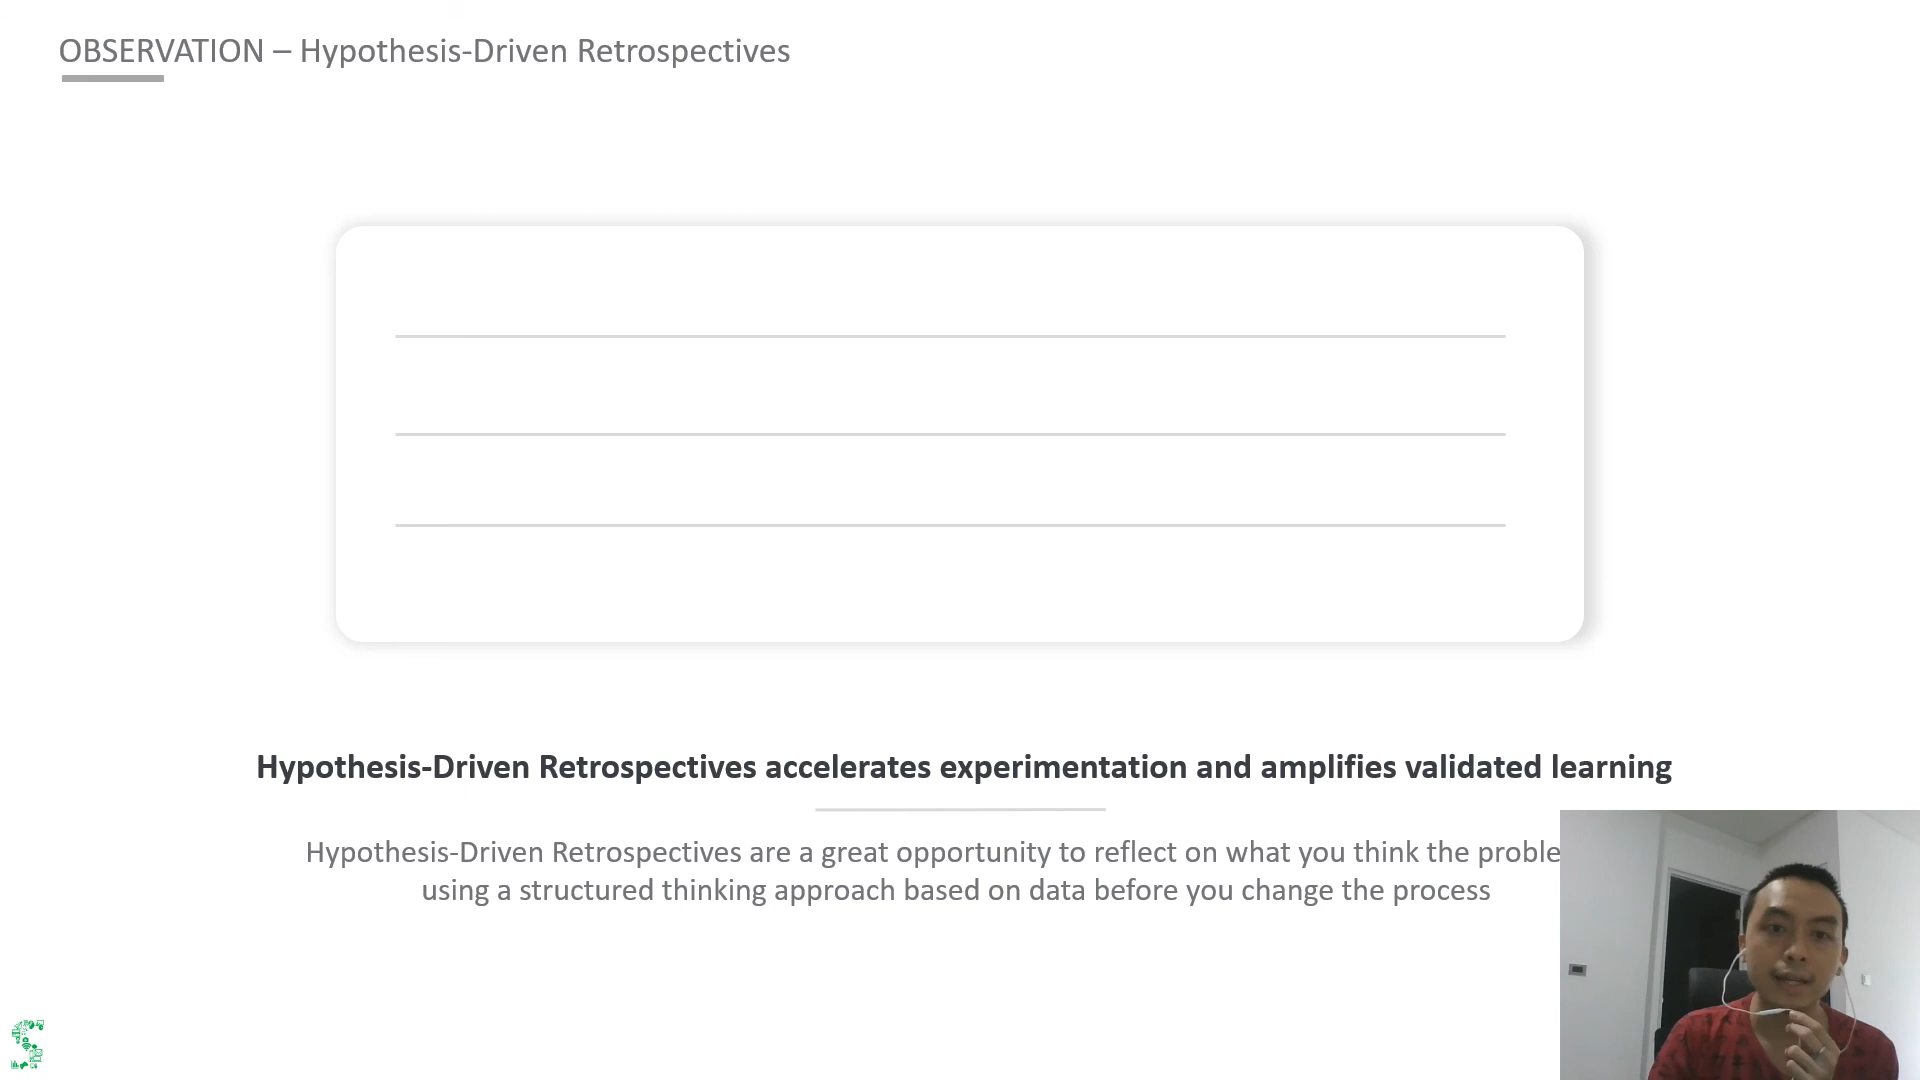 OBSERVATION – Hypothesis-Driven Retrospectives
Hypothesis-Driven Retrospectives accelerates experimentation and amplifies validated learning
Hypothesis-Driven Retrospectives are a great opportunity to reflect on what you think the
using a structured thinking approach based on data before you change the process